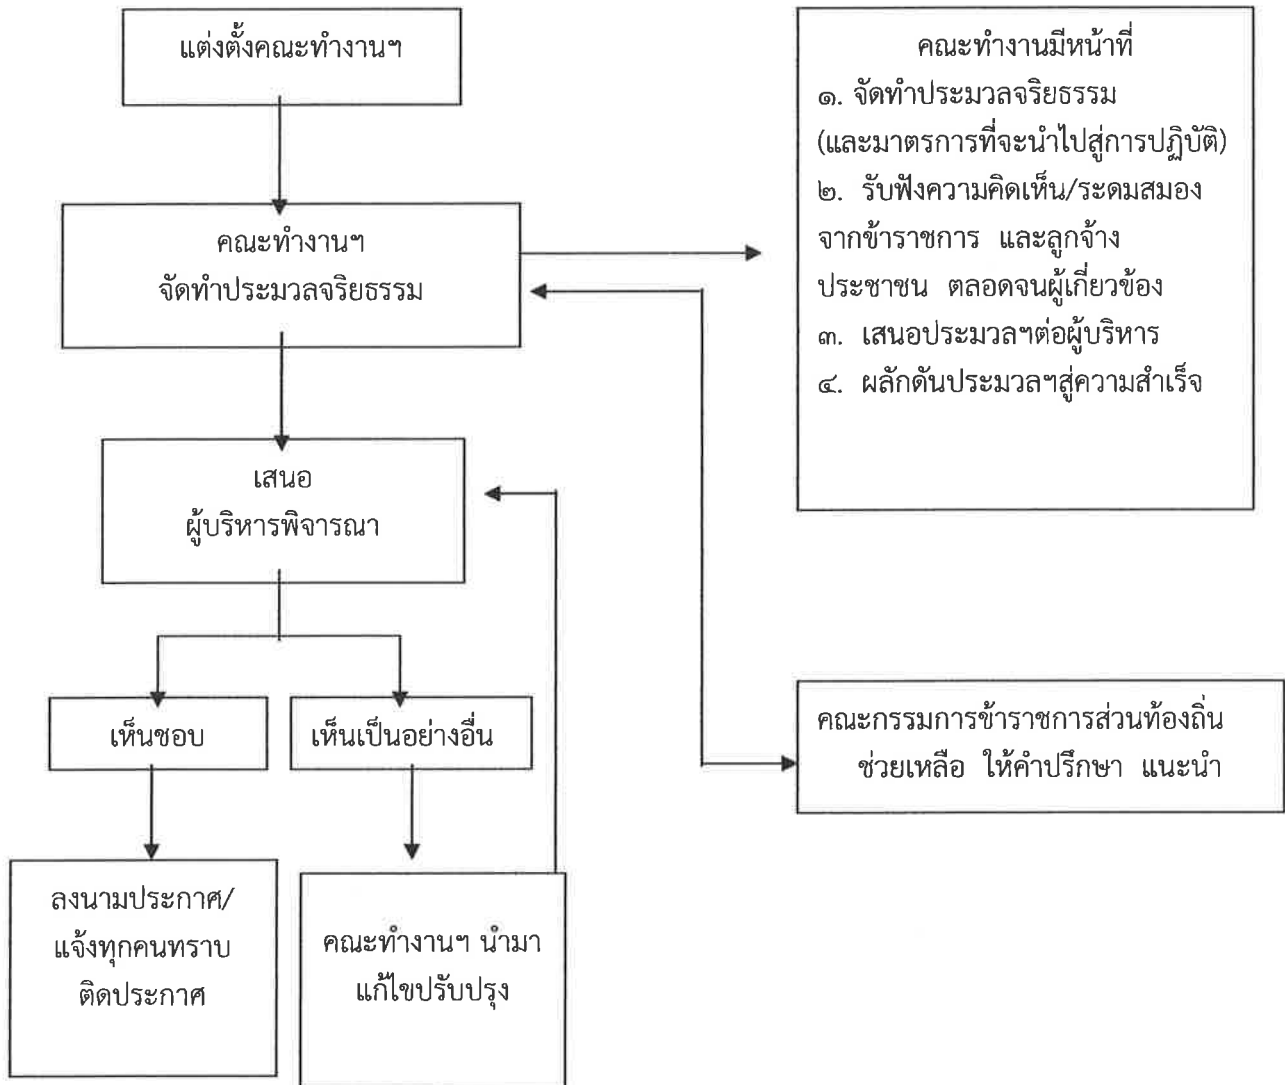 แต่งตั้งคณะทำงานฯ
คณะทำงานฯ
จัดทำประมวลจริยธรรม
คณะทำงานมีหน้าที่
๑. จัดทำประมวลจริยธรรม
(และมาตรการที่จะนำไปสู่การปฏิบัติ)
๒. รับฟังความคิดเห็น/ระดมสมอง
จากข้าราชการ และลูกจ้าง
ประชาชน ตลอดจนผู้เกี่ยวข้อง
๓. เสนอประมวลฯต่อผู้บริหาร
๔. ผลักดันประมวลฯสู่ความสำเร็จ
เสนอ
ผู้บริหารพิจารณา
เห็นชอบ
เห็นเป็นอย่างอื่น
คณะกรรมการข้าราชการส่วนท้องถิ่น
ช่วยเหลือ ให้คำปรึกษา แนะนำ
ลงนามประกาศ/
แจ้งทุกคนทราบ
ติดประกาศ
คณะทำงานฯ นำมา
แก้ไขปรับปรุง